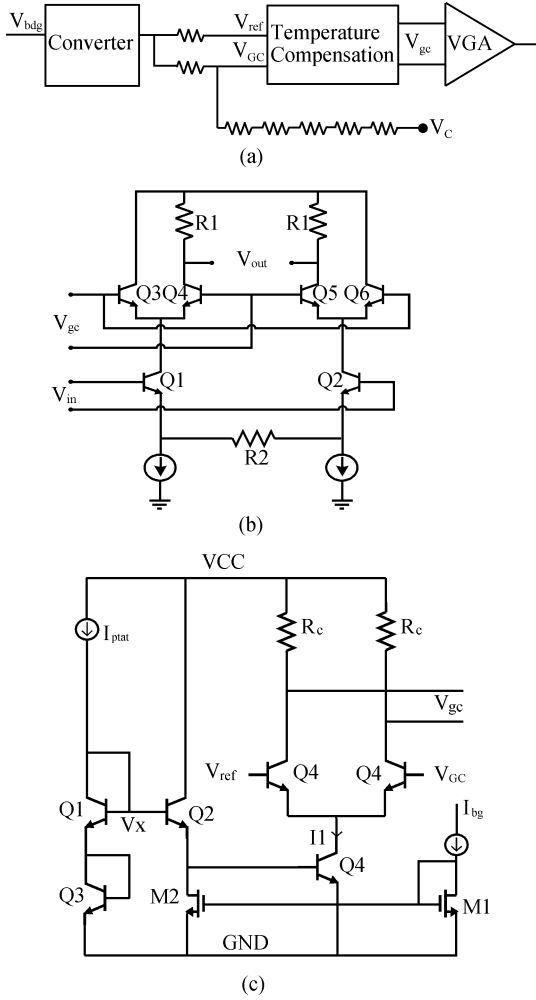 V_bdg
Converter
V_ref
V_GC
Temperature
Compensation
V_gc
VGA
V_C
(a)
R1 R1
V_out
Q3 Q4 Q5 Q6
V_gc
Q1 Q2
V_in
R2
(b)
VCC
I_ptat
R_c R_c
V_gc
V_ref Q4 Q4 V_GC
Q1 Vx Q2
I1
I_bg
Q4
Q3 M2 M1
GND
(c)